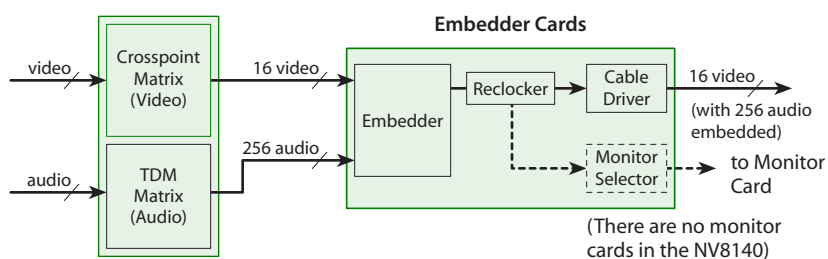 Embedder Cards
video
Crosspoint
Matrix
(Video)
16 video
Embedder
Reclocker
Cable
Driver
16 video
(with 256 audio
embedded)
audio
TDM
Matrix
(Audio)
256 audio
Monitor
Selector
to Monitor
Card
(There are no monitor
cards in the NV8140)